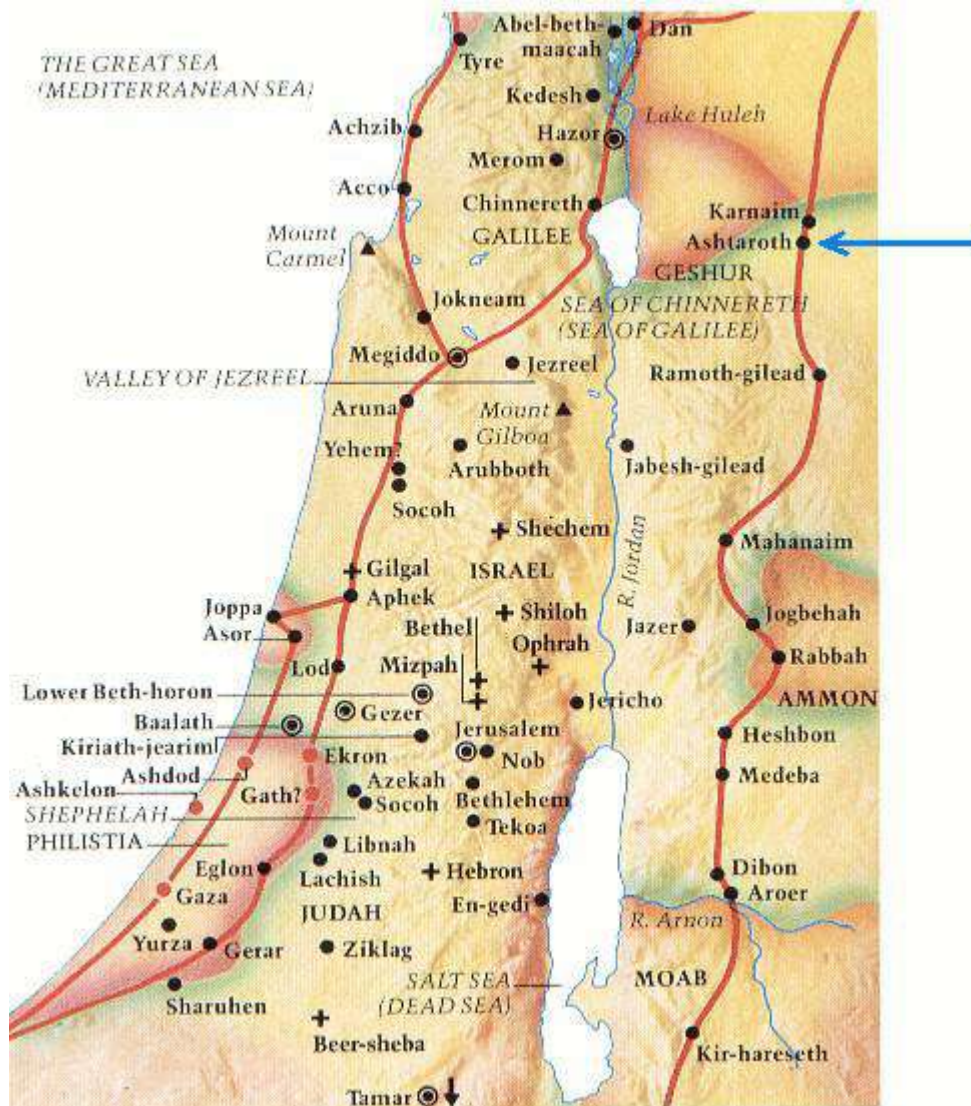 Abel-beth-
maacah
Dan
THE GREAT SEA
(MEDITERRANEAN SEA)
Tyre
Kedesh
Lake Huleh
Achzib
Hazor
Merom
Acco
Chinnereth
Karnaim
Mount
Carmel
GALILEE
Ashtaroth
GESHUR
Jokneam
SEA OF CHINNERETH
(SEA OF GALILEE)
Megiddo
Jezreel
VALLEY OF JEZREEL
Ramoth-gilead
Aruna
Mount
Gilboa
Yehem?
Arubboth
Jabesh-gilead
Socoh
Shechem
R. Jordan
Mahanaim
Gilgal
ISRAEL
Aphek
Joppa
Shiloh
Jogbehah
Asor
Bethel
Jazer
Ophrah
Lod
Mizpah
Rabbah
Lower Beth-horon
Jericho
AMMON
Gezer
Baalath
Jerusalem
Heshbon
Kiriath-jearim
Ekron
Nob
Ashdod
Azekah
Medeba
Ashkelon
Gath?
Socoh
Bethlehem
SHEPHELAH
Tekoa
PHILISTIA
Libnah
Eglon
Lachish
Hebron
Dibon
Gaza
En-gedi
Aroer
JUDAH
R. Arnon
Yurza
Gerar
Ziklag
SALT SEA
(DEAD SEA)
MOAB
Sharuhen
Beer-sheba
Kir-hareseth
Tamar